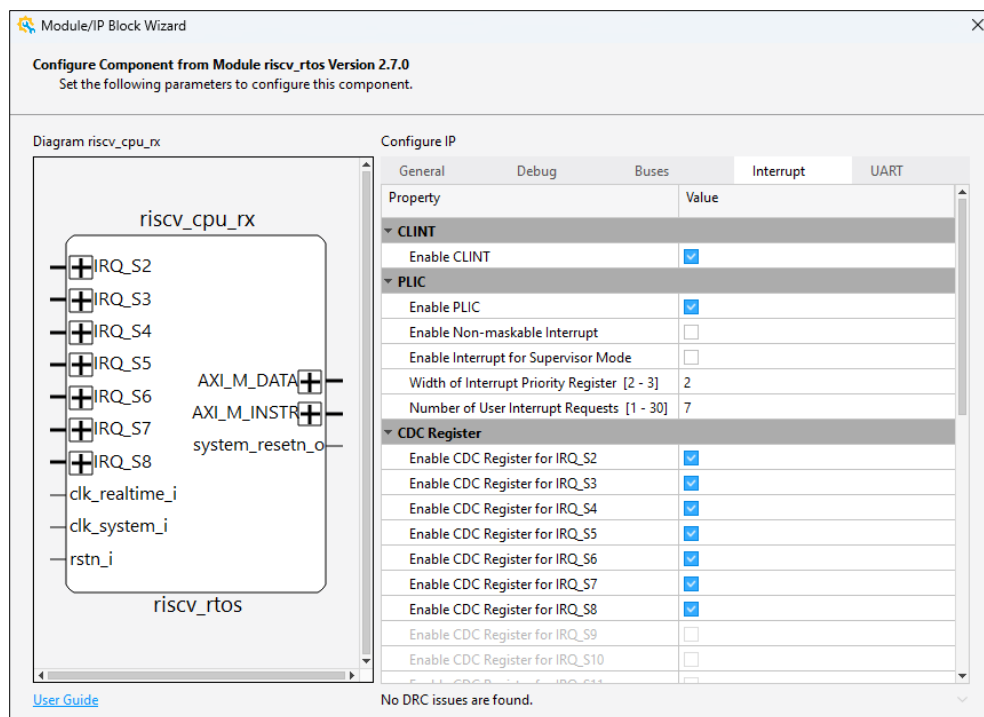 Module/IP Block Wizard
Configure Component from Module riscv_rtos Version 2.7.0
Set the following parameters to configure this component.
Diagram riscv_cpu_rx
riscv_cpu_rx
IRQ_S2
IRQ_S3
IRQ_S4
IRQ_S5
IRQ_S6
IRQ_S7
IRQ_S8
clk_realtime_i
clk_system_i
rstn_i
AXI_M_DATA
AXI_M_INSTR
system_resetn_o
riscv_rtos
User Guide
Configure IP
General Debug Buses Interrupt UART
Property Value
CLINT
Enable CLINT
PLIC
Enable PLIC
Enable Non-maskable Interrupt
Enable Interrupt for Supervisor Mode
Width of Interrupt Priority Register [2 - 3] 2
Number of User Interrupt Requests [1 - 30] 7
CDC Register
Enable CDC Register for IRQ_S2
Enable CDC Register for IRQ_S3
Enable CDC Register for IRQ_S4
Enable CDC Register for IRQ_S5
Enable CDC Register for IRQ_S6
Enable CDC Register for IRQ_S7
Enable CDC Register for IRQ_S8
Enable CDC Register for IRQ_S9
Enable CDC Register for IRQ_S10
No DRC issues are found.